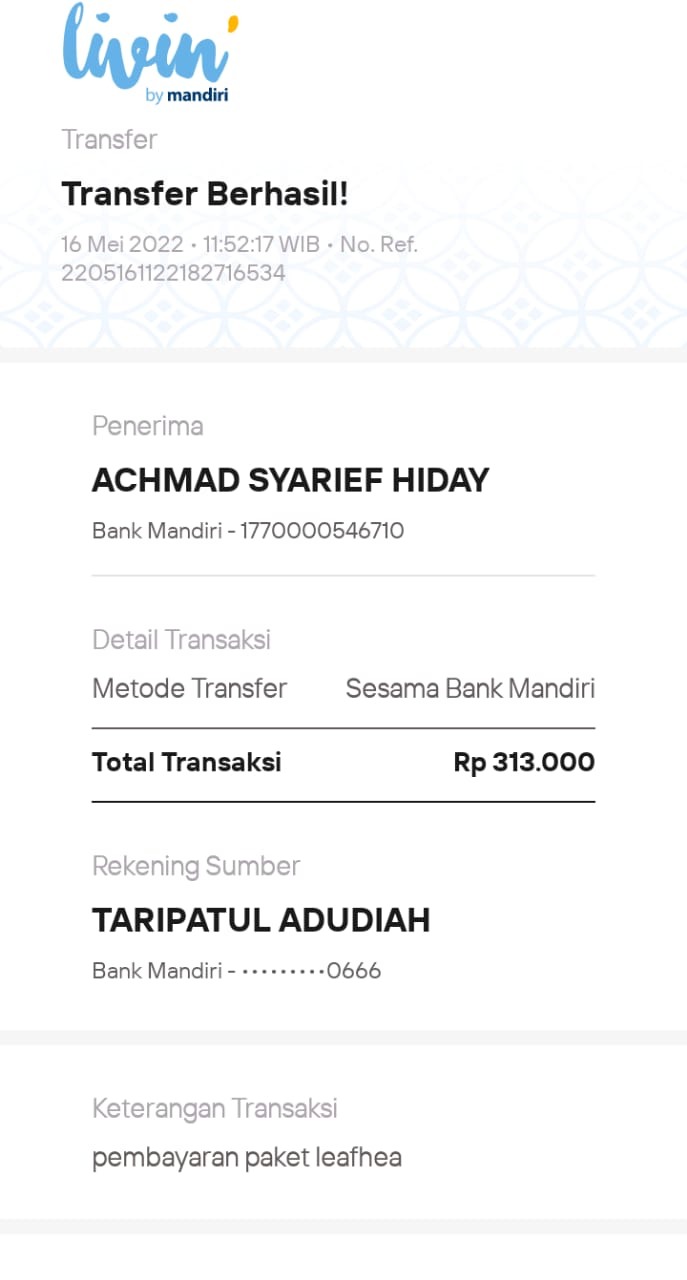 livin'
by mandiri
Transfer
Transfer Berhasil!
16 Mei 2022 • 11:52:17 WIB • No. Ref.
2205161122182716534
Penerima
ACHMAD SYARIEF HIDAY
Bank Mandiri - 1770000546710
Detail Transaksi
Metode Transfer Sesama Bank Mandiri
Total Transaksi Rp 313.000
Rekening Sumber
TARIPATUL ADUDIAH
Bank Mandiri - •••••••••0666
Keterangan Transaksi
pembayaran paket leafhea